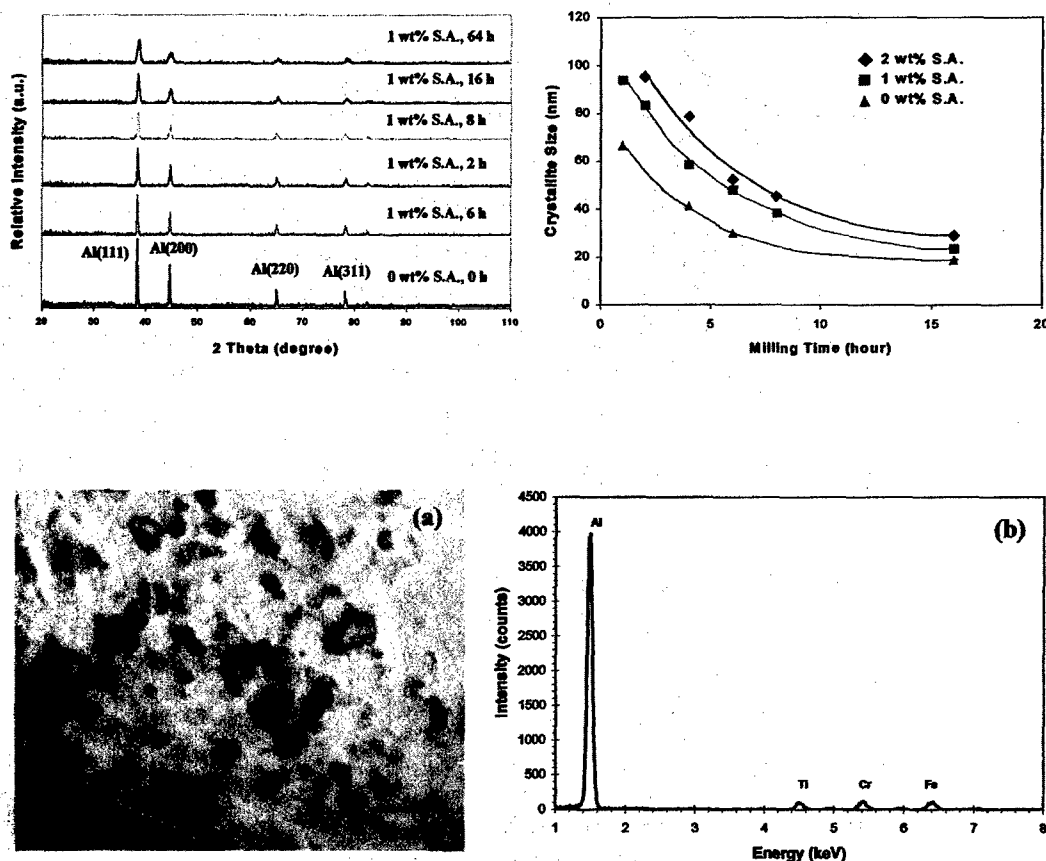 1 wt% S.A., 64 h
1 wt% S.A., 16 h
1 wt% S.A., 8 h
1 wt% S.A., 2 h
1 wt% S.A., 6 h
Al(111)
Al(200)
Al(220)
Al(311)
0 wt% S.A., 0 h
Relative Intensity (a.u.)
20 30 40 50 60 70 80 90 100 110
2 Theta (degree)
120
100
80
60
40
20
0
Crystallite Size (nm)
2 wt% S.A.
1 wt% S.A.
0 wt% S.A.
0 5 10 15 20
Milling Time (hour)
(a)
4500
4000
3500
3000
2500
2000
1500
1000
500
0
Intensity (counts)
Al
(b)
Ti Cr Fe
1 2 3 4 5 6 7 8
Energy (keV)